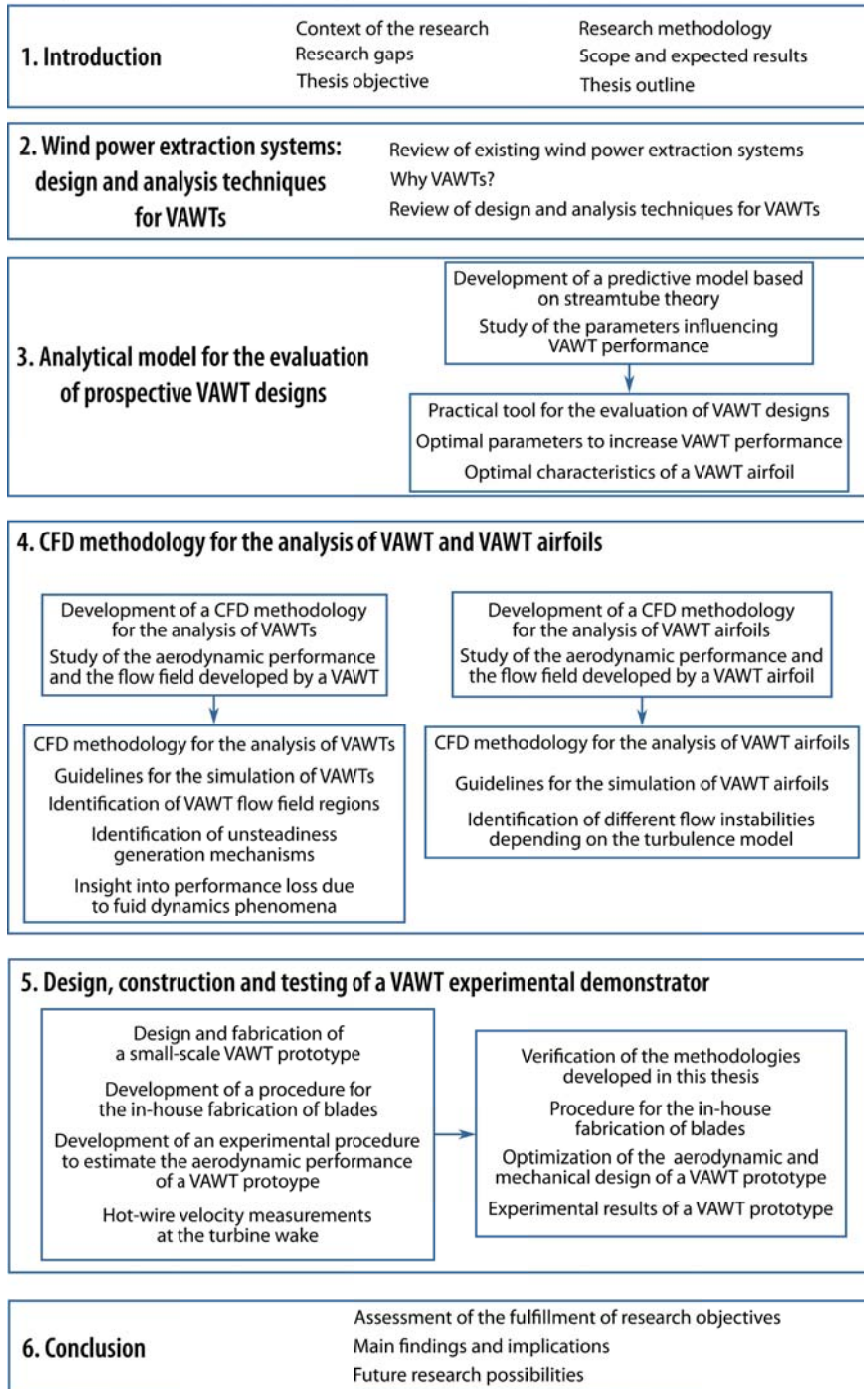 1. Introduction
Context of the research
Research gaps
Thesis objective
Research methodology
Scope and expected results
Thesis outline
2. Wind power extraction systems:
design and analysis techniques
for VAWTs
Review of existing wind power extraction systems
Why VAWTs?
Review of design and analysis techniques for VAWTs
3. Analytical model for the evaluation
of prospective VAWT designs
Development of a predictive model based
on streamtube theory
Study of the parameters influencing
VAWT performance
Practical tool for the evaluation of VAWT designs
Optimal parameters to increase VAWT performance
Optimal characteristics of a VAWT airfoil
4. CFD methodology for the analysis of VAWT and VAWT airfoils
Development of a CFD methodology
for the analysis of VAWTs
Study of the aerodynamic performance
and the flow field developed by a VAWT
CFD methodology for the analysis of VAWTs
Guidelines for the simulation of VAWTs
Identification of VAWT flow field regions
Identification of unsteadiness
generation mechanisms
Insight into performance loss due
to fuid dynamics phenomena
Development of a CFD methodology
for the analysis of VAWT airfoils
Study of the aerodynamic performance and
the flow field developed by a VAWT airfoil
CFD methodology for the analysis of VAWT airfoils
Guidelines for the simulation of VAWT airfoils
Identification of different flow instabilities
depending on the turbulence model
5. Design, construction and testing of a VAWT experimental demonstrator
Design and fabrication of
a small-scale VAWT prototype
Development of a procedure for
the in-house fabrication of blades
Development of an experimental procedure
to estimate the aerodynamic performance
of a VAWT protoype
Hot-wire velocity measurements
at the turbine wake
Verification of the methodologies
developed in this thesis
Procedure for the in-house
fabrication of blades
Optimization of the aerodynamic and
mechanical design of a VAWT prototype
Experimental results of a VAWT prototype
6. Conclusion
Assessment of the fulfillment of research objectives
Main findings and implications
Future research possibilities